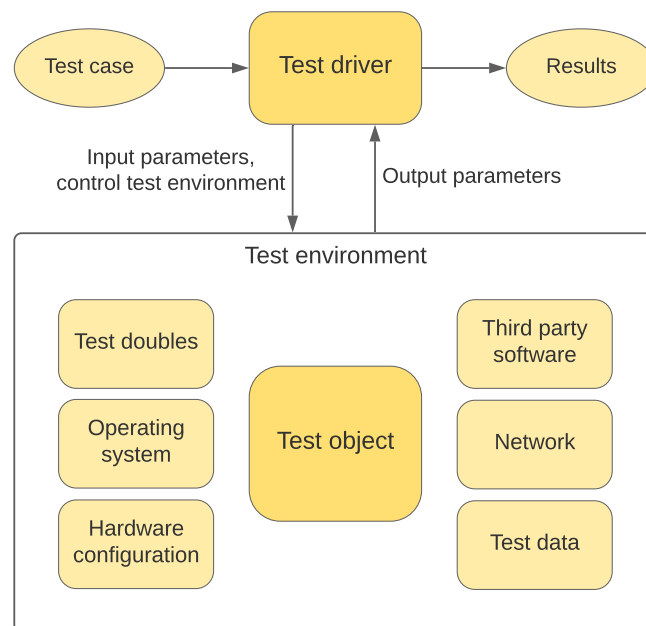 Test case
Test driver
Results
Input parameters,
control test environment
Output parameters
Test environment
Test doubles
Operating
system
Hardware
configuration
Test object
Third party
software
Network
Test data